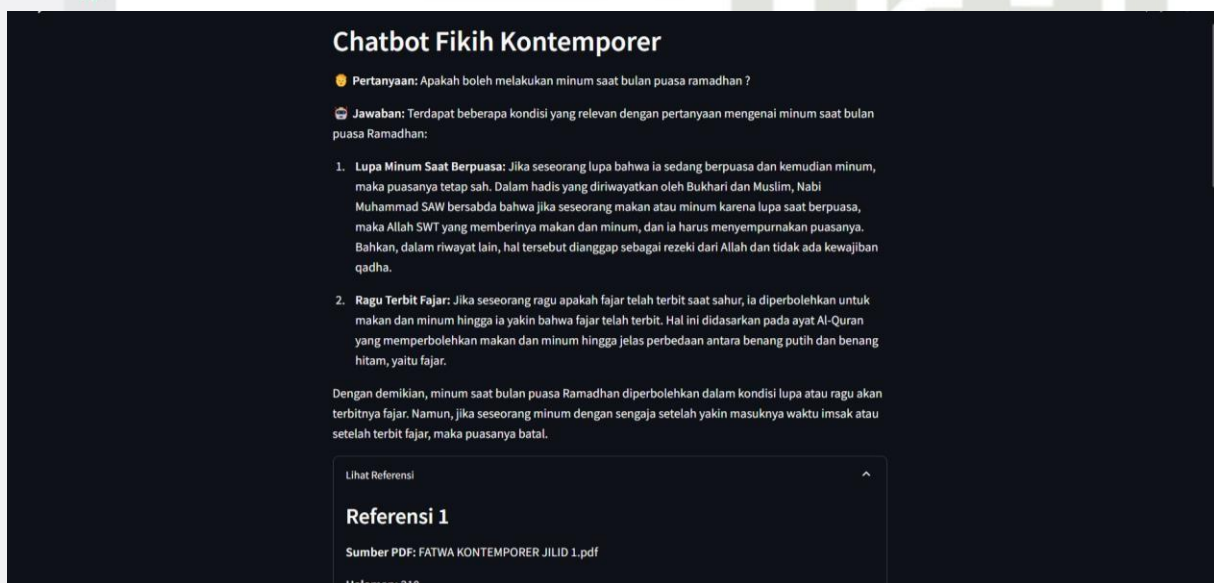 Chatbot Fikih Kontemporer
Pertanyaan: Apakah boleh melakukan minum saat bulan puasa ramadhan ?
Jawaban: Terdapat beberapa kondisi yang relevan dengan pertanyaan mengenai minum saat bulan
puasa Ramadhan:
1. Lupa Minum Saat Berpuasa: Jika seseorang lupa bahwa ia sedang berpuasa dan kemudian minum,
maka puasanya tetap sah. Dalam hadis yang diriwayatkan oleh Bukhari dan Muslim, Nabi
Muhammad SAW bersabda bahwa jika seseorang makan atau minum karena lupa saat berpuasa,
maka Allah SWT yang memberinya makan dan minum, dan ia harus menyempurnakan puasanya.
Bahkan, dalam riwayat lain, hal tersebut dianggap sebagai rezeki dari Allah dan tidak ada kewajiban
qadha.
2. Ragu Terbit Fajar: Jika seseorang ragu apakah fajar telah terbit saat sahur, ia diperbolehkan untuk
makan dan minum hingga ia yakin bahwa fajar telah terbit. Hal ini didasarkan pada ayat Al-Quran
yang memperbolehkan makan dan minum hingga jelas perbedaan antara benang putih dan benang
hitam, yaitu fajar.
Dengan demikian, minum saat bulan puasa Ramadhan diperbolehkan dalam kondisi lupa atau ragu akan
terbitnya fajar. Namun, jika seseorang minum dengan sengaja setelah yakin masuknya waktu imsak atau
setelah terbit fajar, maka puasanya batal.
Lihat Referensi
Referensi 1
Sumber PDF: FATWA KONTEMPORER JILID 1.pdf